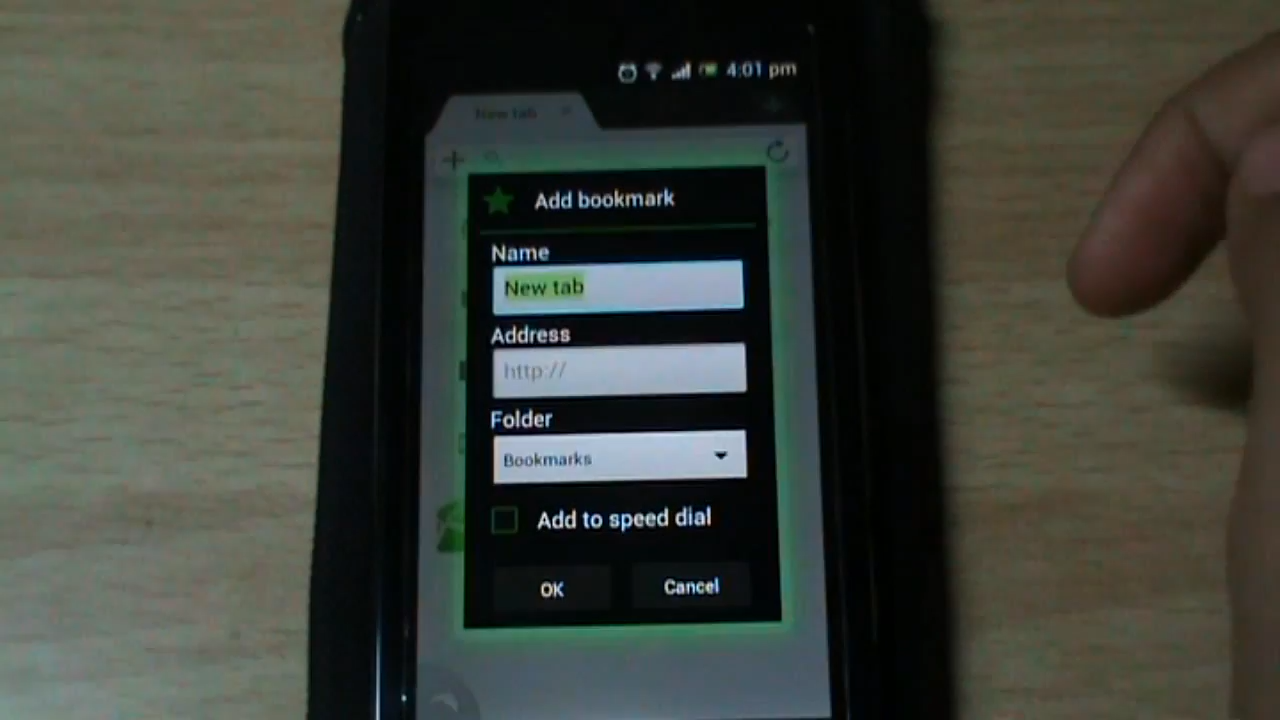 4:01 pm
New tab
Add bookmark
Name
New tab
Address
http://
Folder
Bookmarks
Add to speed dial
OK
Cancel